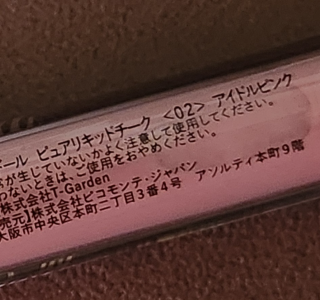 ール ピュアリキッドチーク <02> アイドルピンク
が生じていないかよく注意して使用してください。
わないときは、ご使用をおやめください。
株式会社T-Garden
売元】株式会社ピコモンテ・ジャパン
大阪市中央区本町二丁目3番4号 アソルティ本町9階